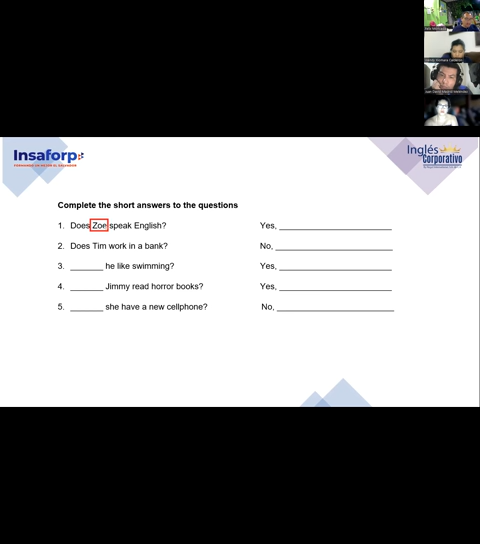 Insaforp
Inglés
Corporativo
Complete the short answers to the questions
1. Does Zoe speak English? Yes, ________________________
2. Does Tim work in a bank? No, _________________________
3. _______ he like swimming? Yes, ________________________
4. _______ Jimmy read horror books? Yes, ________________________
5. _______ she have a new cellphone? No, _________________________